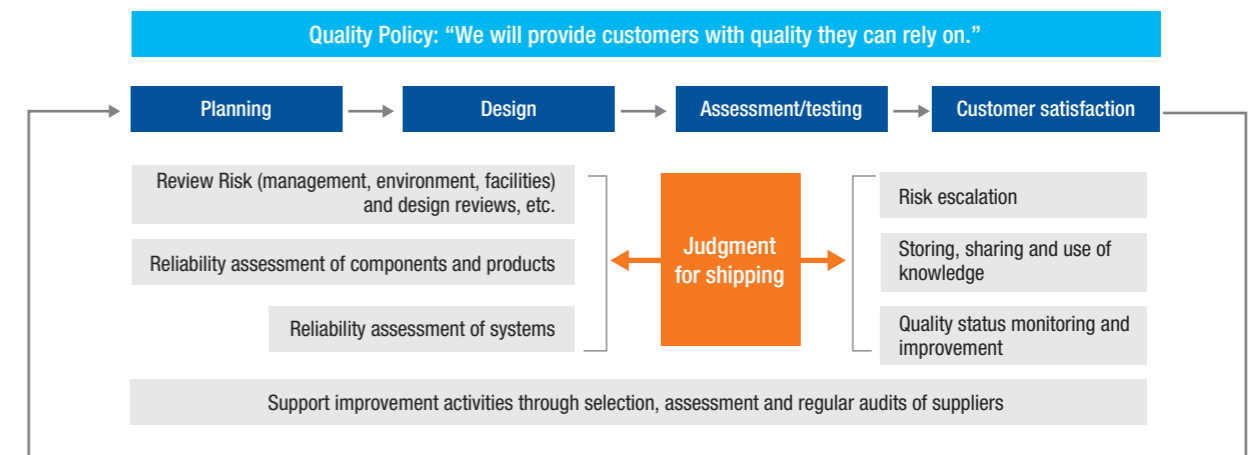 Quality Policy: “We will provide customers with quality they can rely on.”
Planning
Design
Assessment/testing
Customer satisfaction
Review Risk (management, environment, facilities)
and design reviews, etc.
Reliability assessment of components and products
Reliability assessment of systems
Judgment
for shipping
Risk escalation
Storing, sharing and use of
knowledge
Quality status monitoring and
improvement
Support improvement activities through selection, assessment and regular audits of suppliers